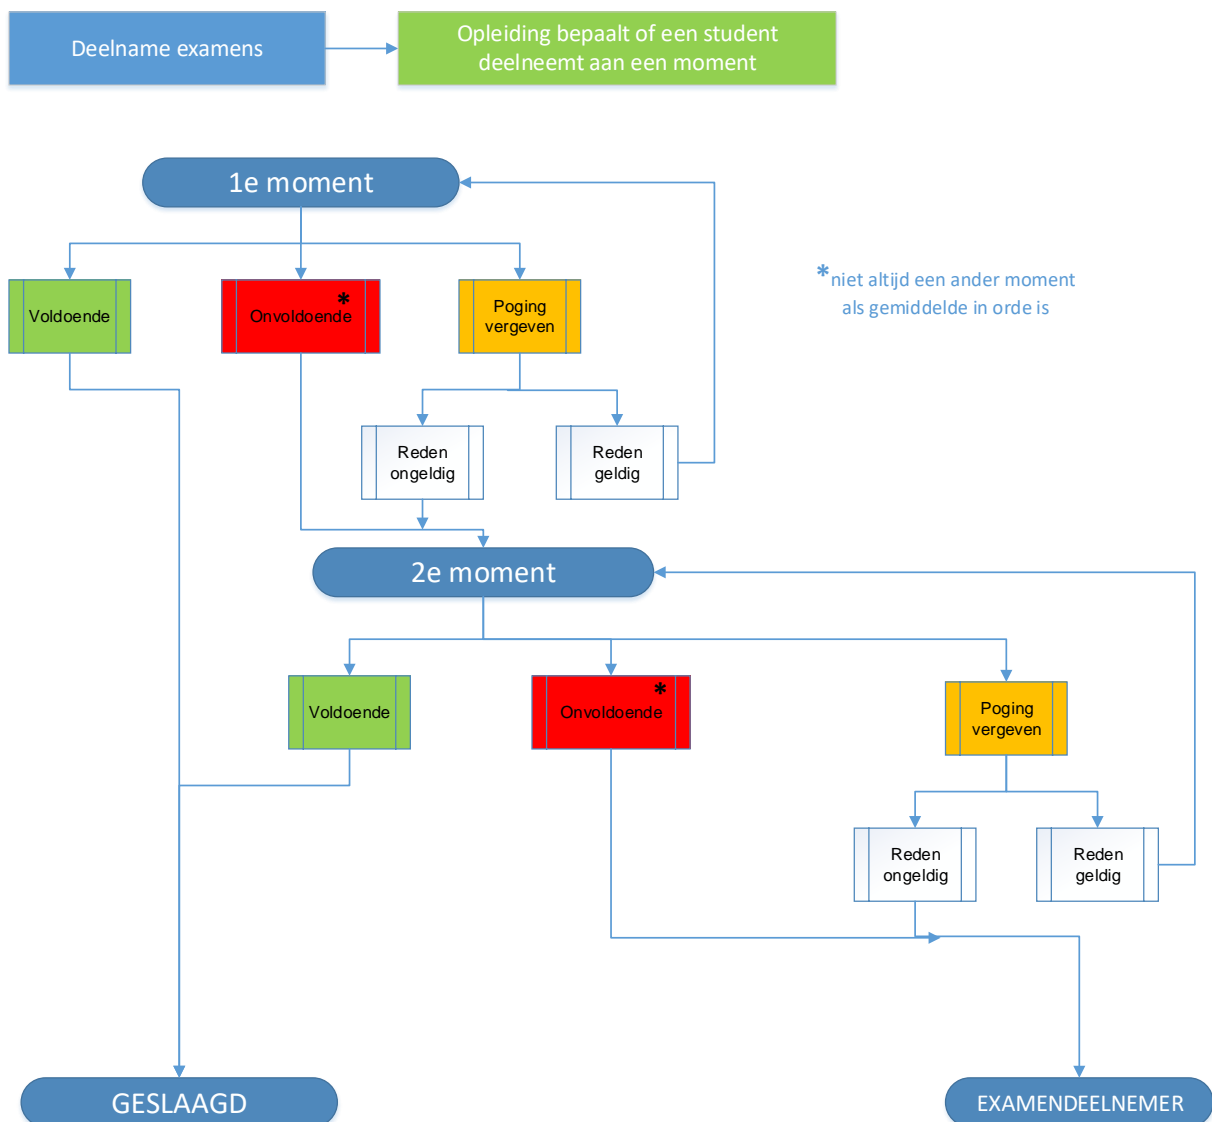 Deelname examens
Opleiding bepaalt of een student
deelneemt aan een moment
1e moment
Voldoende
*
Onvoldoende
Poging
vergeven
*niet altijd een ander moment
als gemiddelde in orde is
Reden
ongeldig
Reden
geldig
2e moment
Voldoende
*
Onvoldoende
Poging
vergeven
Reden
ongeldig
Reden
geldig
GESLAAGD
EXAMENDEELNEMER